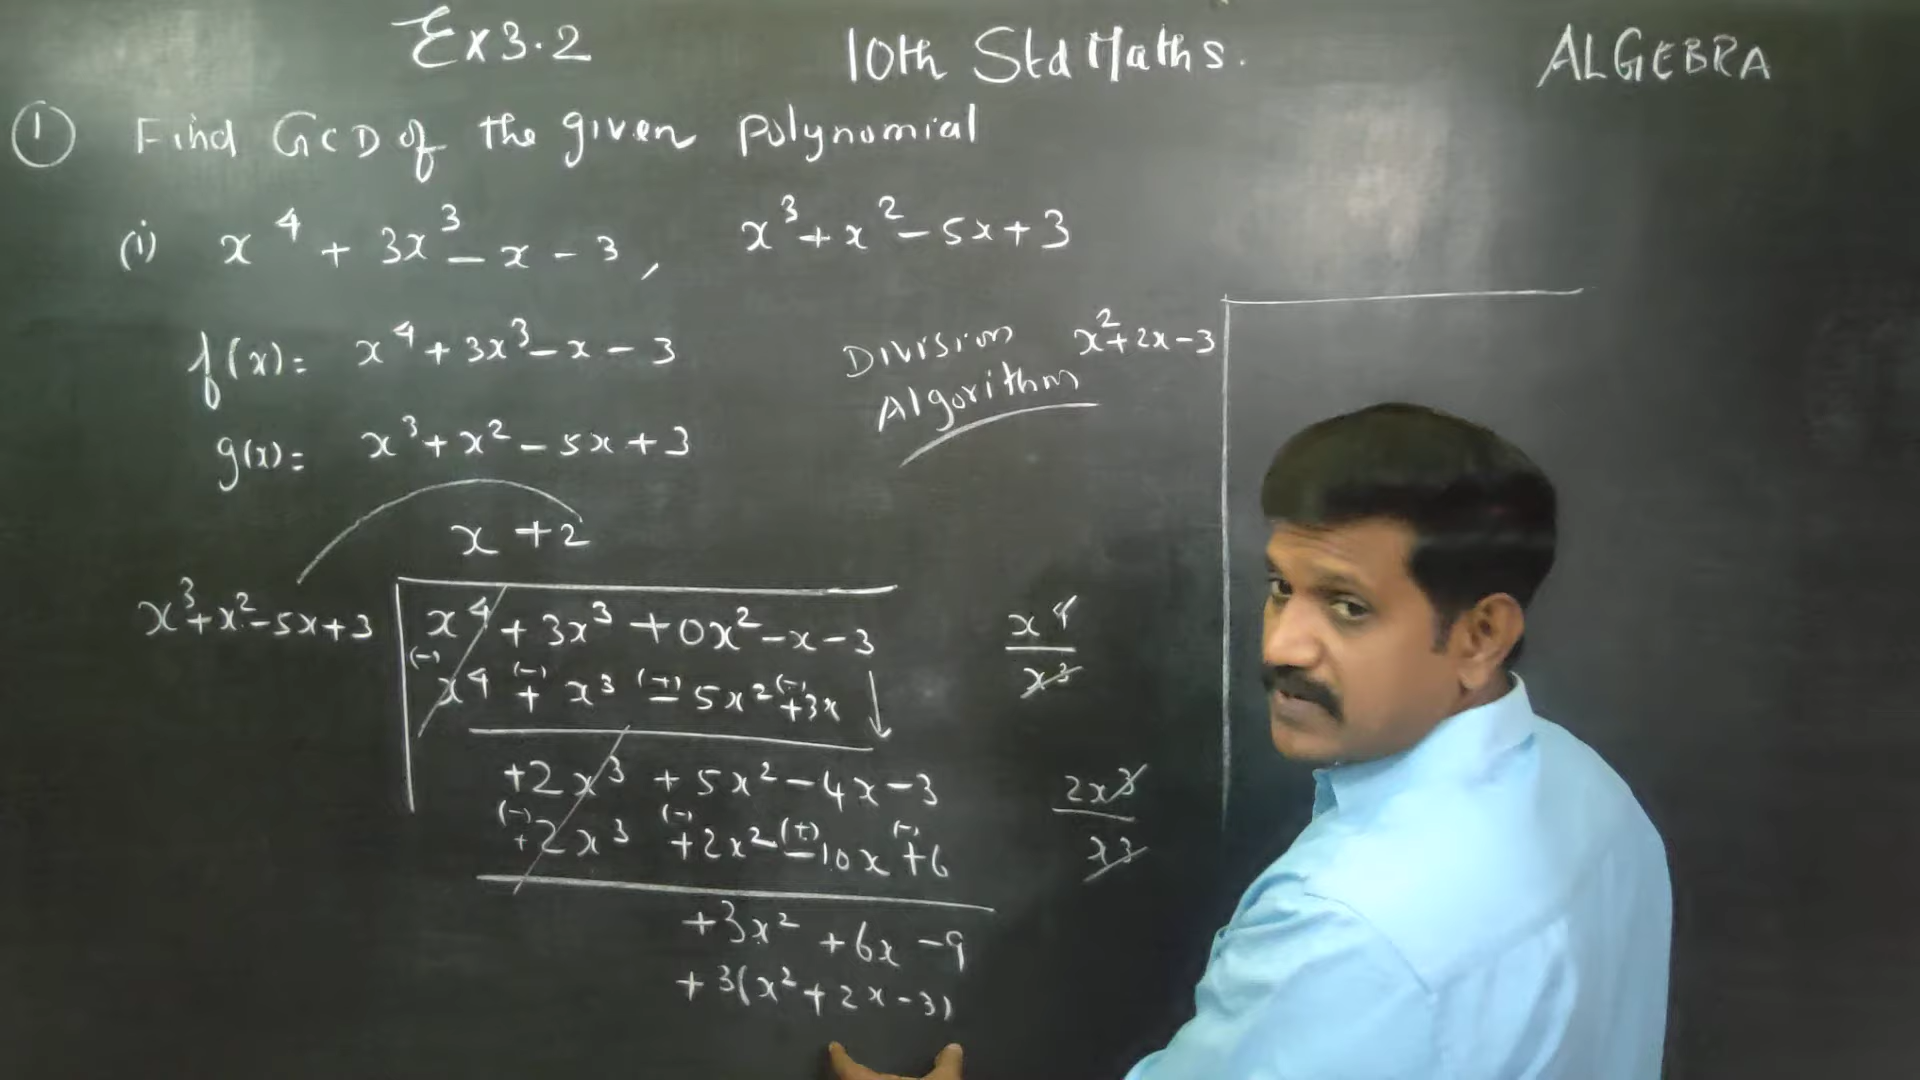 Ex 3.2
10th Std Maths.
ALGEBRA
① Find GCD of the given polynomial
(i) x⁴ + 3x³ - x - 3, x³ + x² - 5x + 3
f(x) = x⁴ + 3x³ - x - 3
g(x) = x³ + x² - 5x + 3
Division
Algorithm
x² + 2x - 3
x + 2
x³ + x² - 5x + 3
x⁴ + 3x³ + 0x² - x - 3
(-) (-) (+) (-)
x⁴ + x³ - 5x² + 3x
+2x³ + 5x² - 4x - 3
(-) (-) (+) (-)
+2x³ +2x² - 10x + 6
+3x² + 6x - 9
+3(x² + 2x - 3)
x⁴
x³
2x³
x³